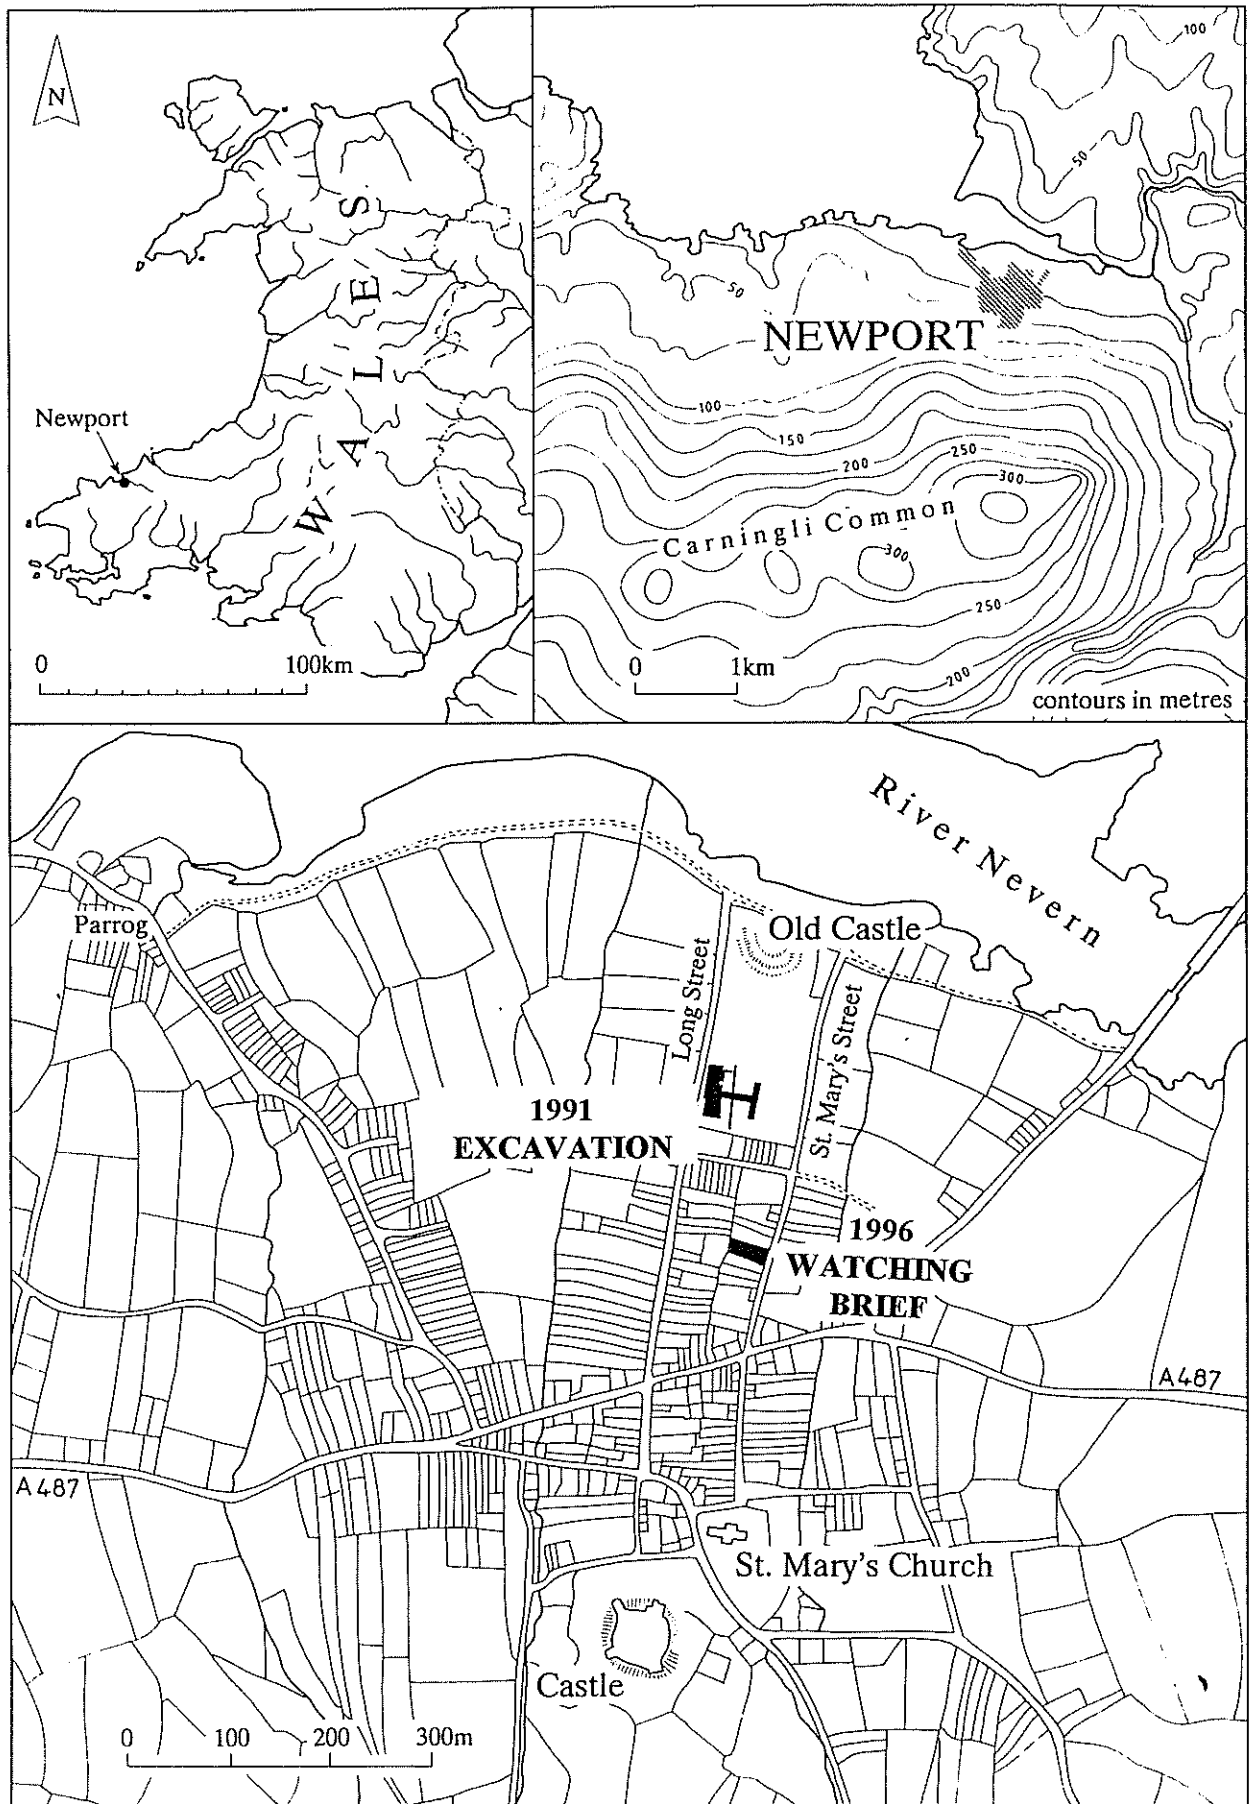 N
WALES
Newport
0 100km
100
50
50
NEWPORT
100
150
200
250
300
Carningli Common
300
250
200
0 1km
contours in metres
River Nevern
Parrog
Old Castle
Long Street
St. Mary's Street
1991
EXCAVATION
1996
WATCHING
BRIEF
A487
A487
St. Mary's Church
Castle
0 100 200 300m